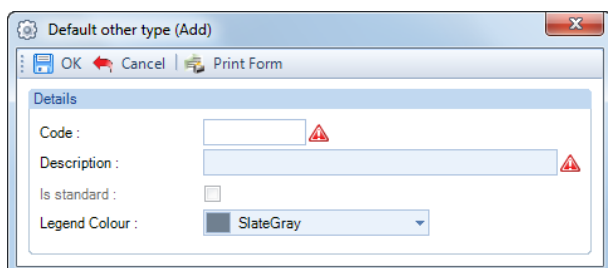 Default other type (Add)
OK Cancel Print Form
Details
Code :
Description :
Is standard :
Legend Colour : SlateGray